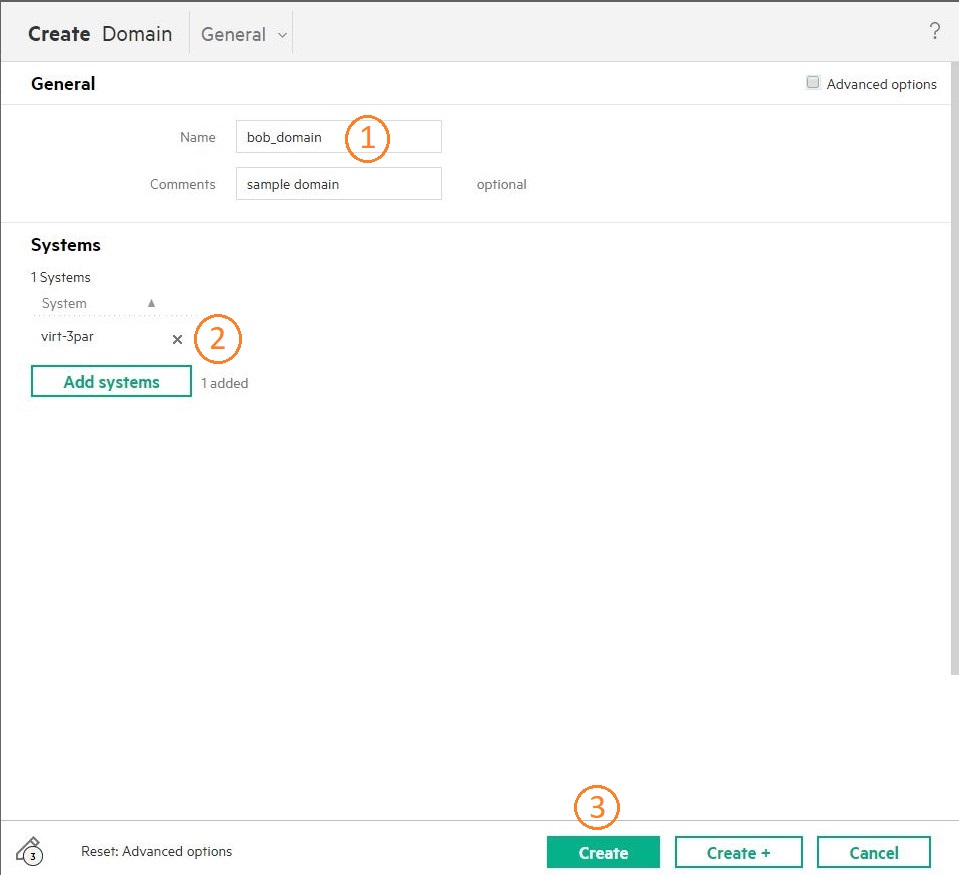 Create Domain General ?
General Advanced options
Name bob_domain 1
Comments sample domain optional
Systems
1 Systems
System
virt-3par × 2
Add systems 1 added
3
3 Reset: Advanced options Create Create + Cancel